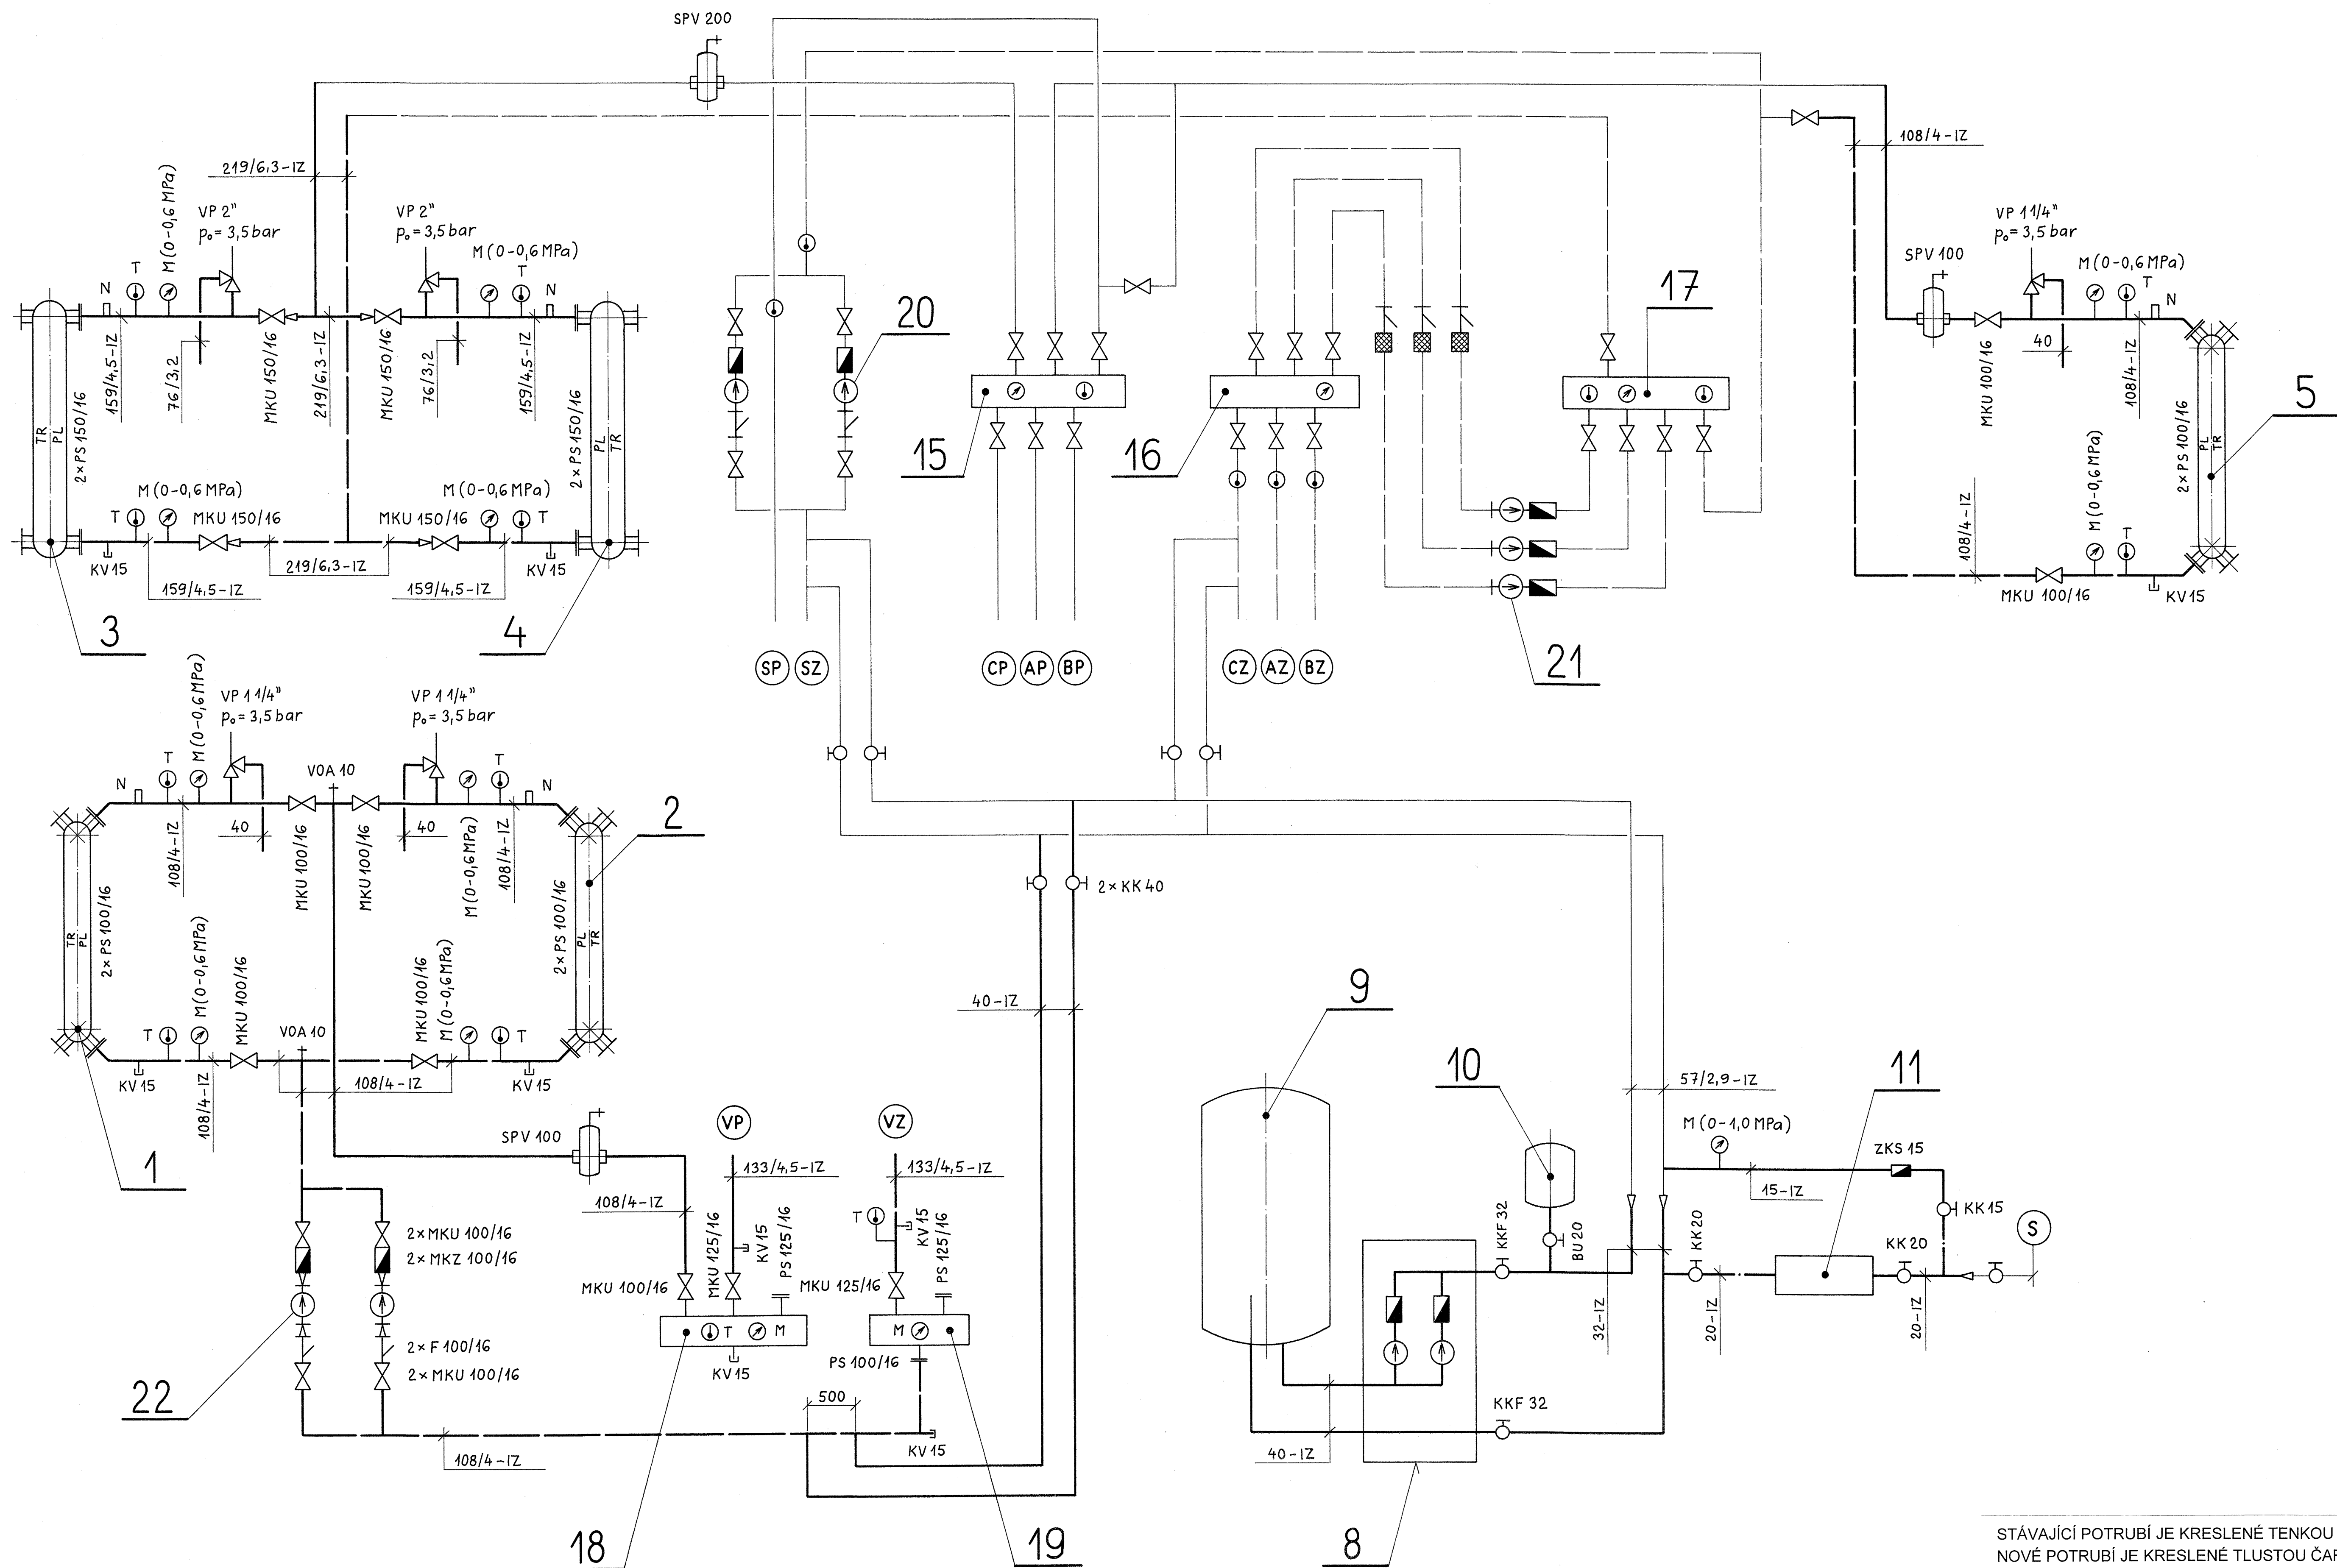 SPV 200
219/6,3-IZ
108/4-IZ
M (0-0,6 MPa)
VP 2"
p₀= 3,5 bar
VP 2"
p₀= 3,5 bar
M (0-0,6 MPa)
T
N
T
N
159/4,5-IZ
76/3,2
MKU 150/16
219/6,3-IZ
MKU 150/16
76/3,2
159/4,5-IZ
TR
PL
2×PS 150/16
2×PS 150/16
PL
TR
M (0-0,6 MPa)
M (0-0,6 MPa)
T
MKU 150/16
MKU 150/16
T
KV 15
219/6,3-IZ
KV 15
159/4,5-IZ
159/4,5-IZ
3
4
20
15
16
17
21
VP 1 1/4"
p₀= 3,5 bar
SPV 100
M (0-0,6 MPa)
T
N
MKU 100/16
40
108/4-IZ
5
2×PS 100/16
PL
TR
M (0-0,6 MPa)
T
108/4-IZ
MKU 100/16
KV 15
SP
SZ
CP
AP
BP
CZ
AZ
BZ
M (0-0,6 MPa)
VP 1 1/4"
p₀= 3,5 bar
VP 1 1/4"
p₀= 3,5 bar
N
T
VOA 10
T
N
40
40
108/4-IZ
MKU 100/16
MKU 100/16
M (0-0,6 MPa)
108/4-IZ
2
TR
PL
2×PS 100/16
2×PS 100/16
PL
TR
M (0-0,6 MPa)
MKU 100/16
MKU 100/16
M (0-0,6 MPa)
T
VOA 10
T
KV 15
108/4-IZ
108/4-IZ
KV 15
1
2×KK 40
40-IZ
SPV 100
VP
VZ
133/4,5-IZ
133/4,5-IZ
108/4-IZ
MKU 125/16
KV 15
PS 125/16
T
KV 15
PS 125/16
MKU 100/16
MKU 125/16
T
M
M
KV 15
PS 100/16
2×MKU 100/16
2×MKZ 100/16
2×F 100/16
2×MKU 100/16
22
500
KV 15
108/4-IZ
18
19
9
10
11
57/2,9-IZ
M (0-1,0 MPa)
ZKS 15
15-IZ
KK 15
S
KKF 32
BU 20
KK 20
KK 20
32-IZ
20-IZ
20-IZ
KKF 32
40-IZ
8
STÁVAJÍCÍ POTRUBÍ JE KRESLENÉ TENKOU
NOVÉ POTRUBÍ JE KRESLENÉ TLUSTOU